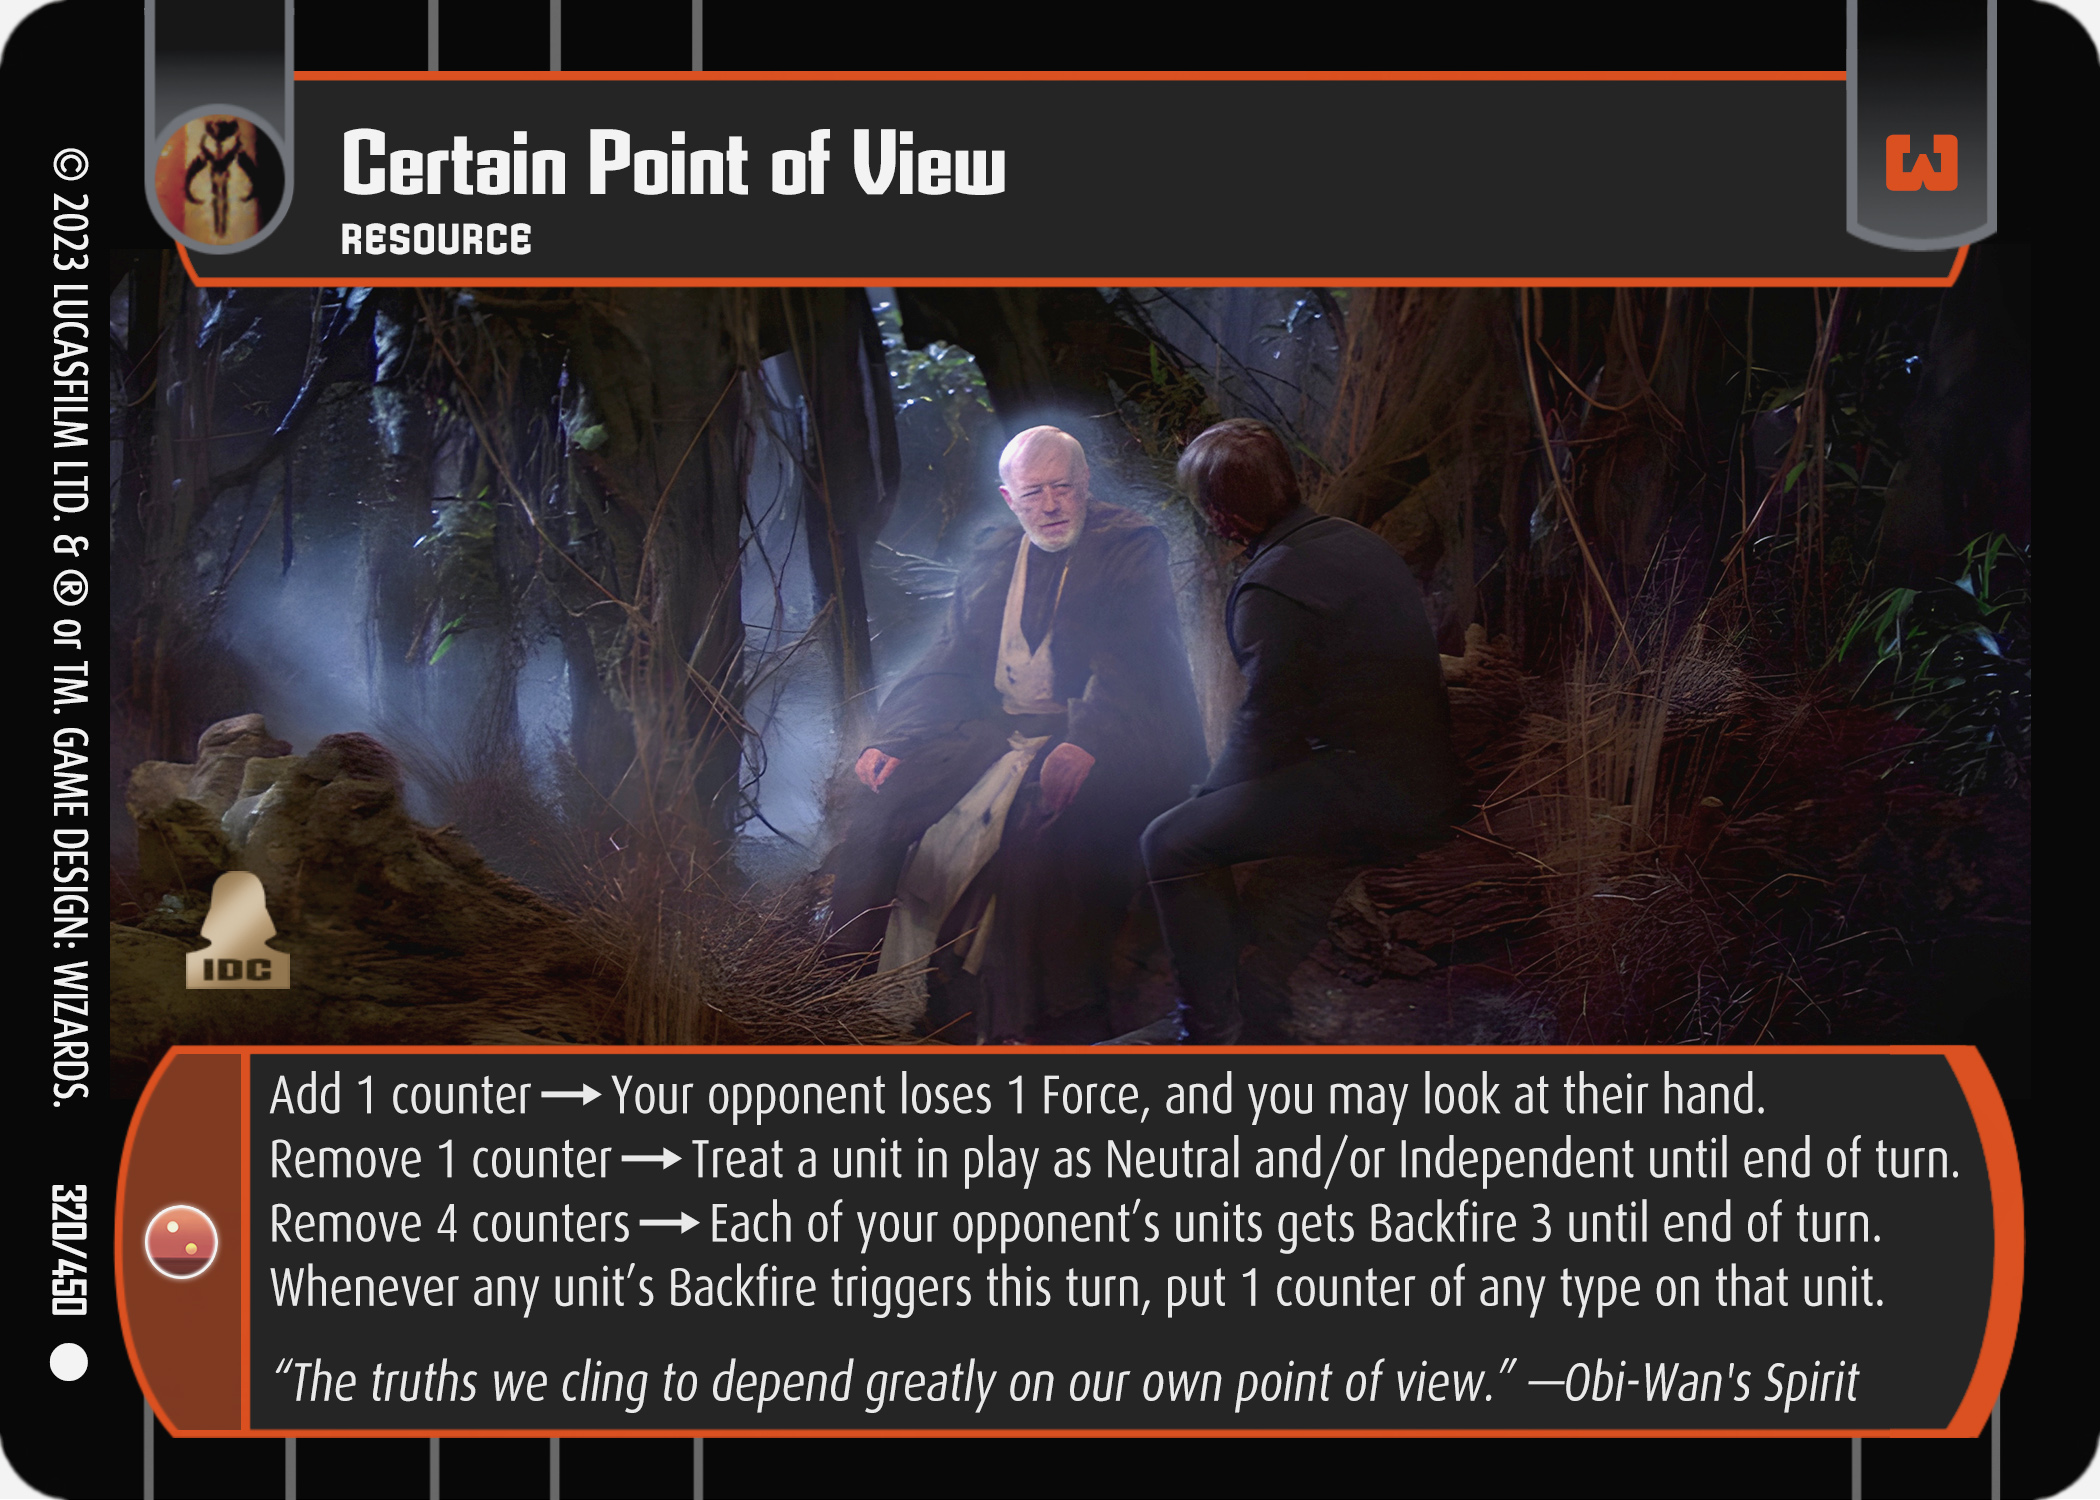 Certain Point of View
RESOURCE
3
IDC
Add 1 counter → Your opponent loses 1 Force, and you may look at their hand.
Remove 1 counter → Treat a unit in play as Neutral and/or Independent until end of turn.
Remove 4 counters → Each of your opponent’s units gets Backfire 3 until end of turn.
Whenever any unit’s Backfire triggers this turn, put 1 counter of any type on that unit.
“The truths we cling to depend greatly on our own point of view.” —Obi-Wan's Spirit
© 2023 LUCASFILM LTD. & ® or TM. GAME DESIGN: WIZARDS. 320/450